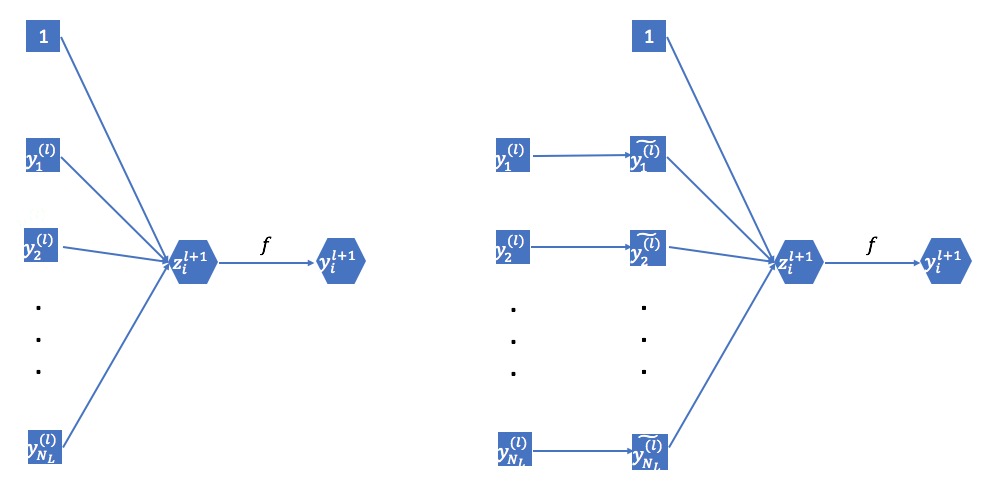 1
1
y_1^{(l)}
y_1^{(l)}
\widetilde{y_1^{(l)}}
y_2^{(l)}
f
z_i^{l+1}
y_i^{l+1}
y_2^{(l)}
\widetilde{y_2^{(l)}}
f
z_i^{l+1}
y_i^{l+1}
.
.
.
.
.
.
.
.
.
y_{N_L}^{(l)}
y_{N_L}^{(l)}
\widetilde{y_{N_L}^{(l)}}